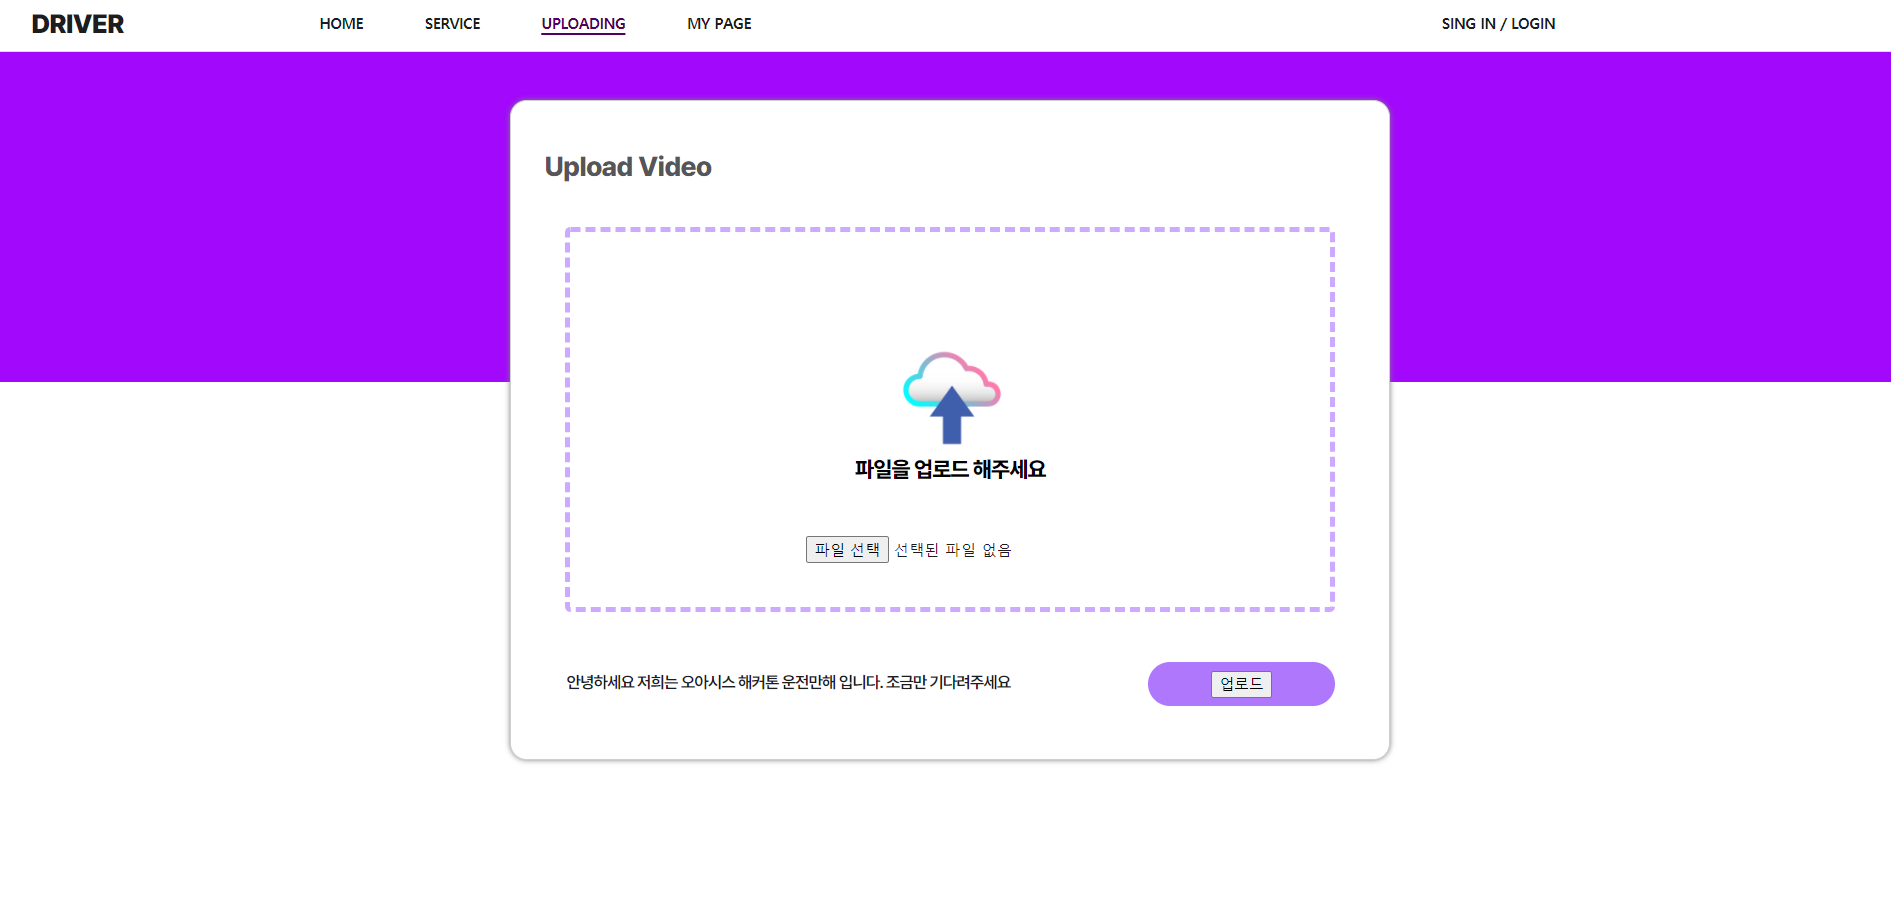 DRIVER HOME SERVICE UPLOADING MY PAGE SING IN / LOGIN
Upload Video
파일을 업로드 해주세요
파일 선택 선택된 파일 없음
안녕하세요 저희는 오아시스 해커톤 운전만해 입니다. 조금만 기다려주세요 업로드